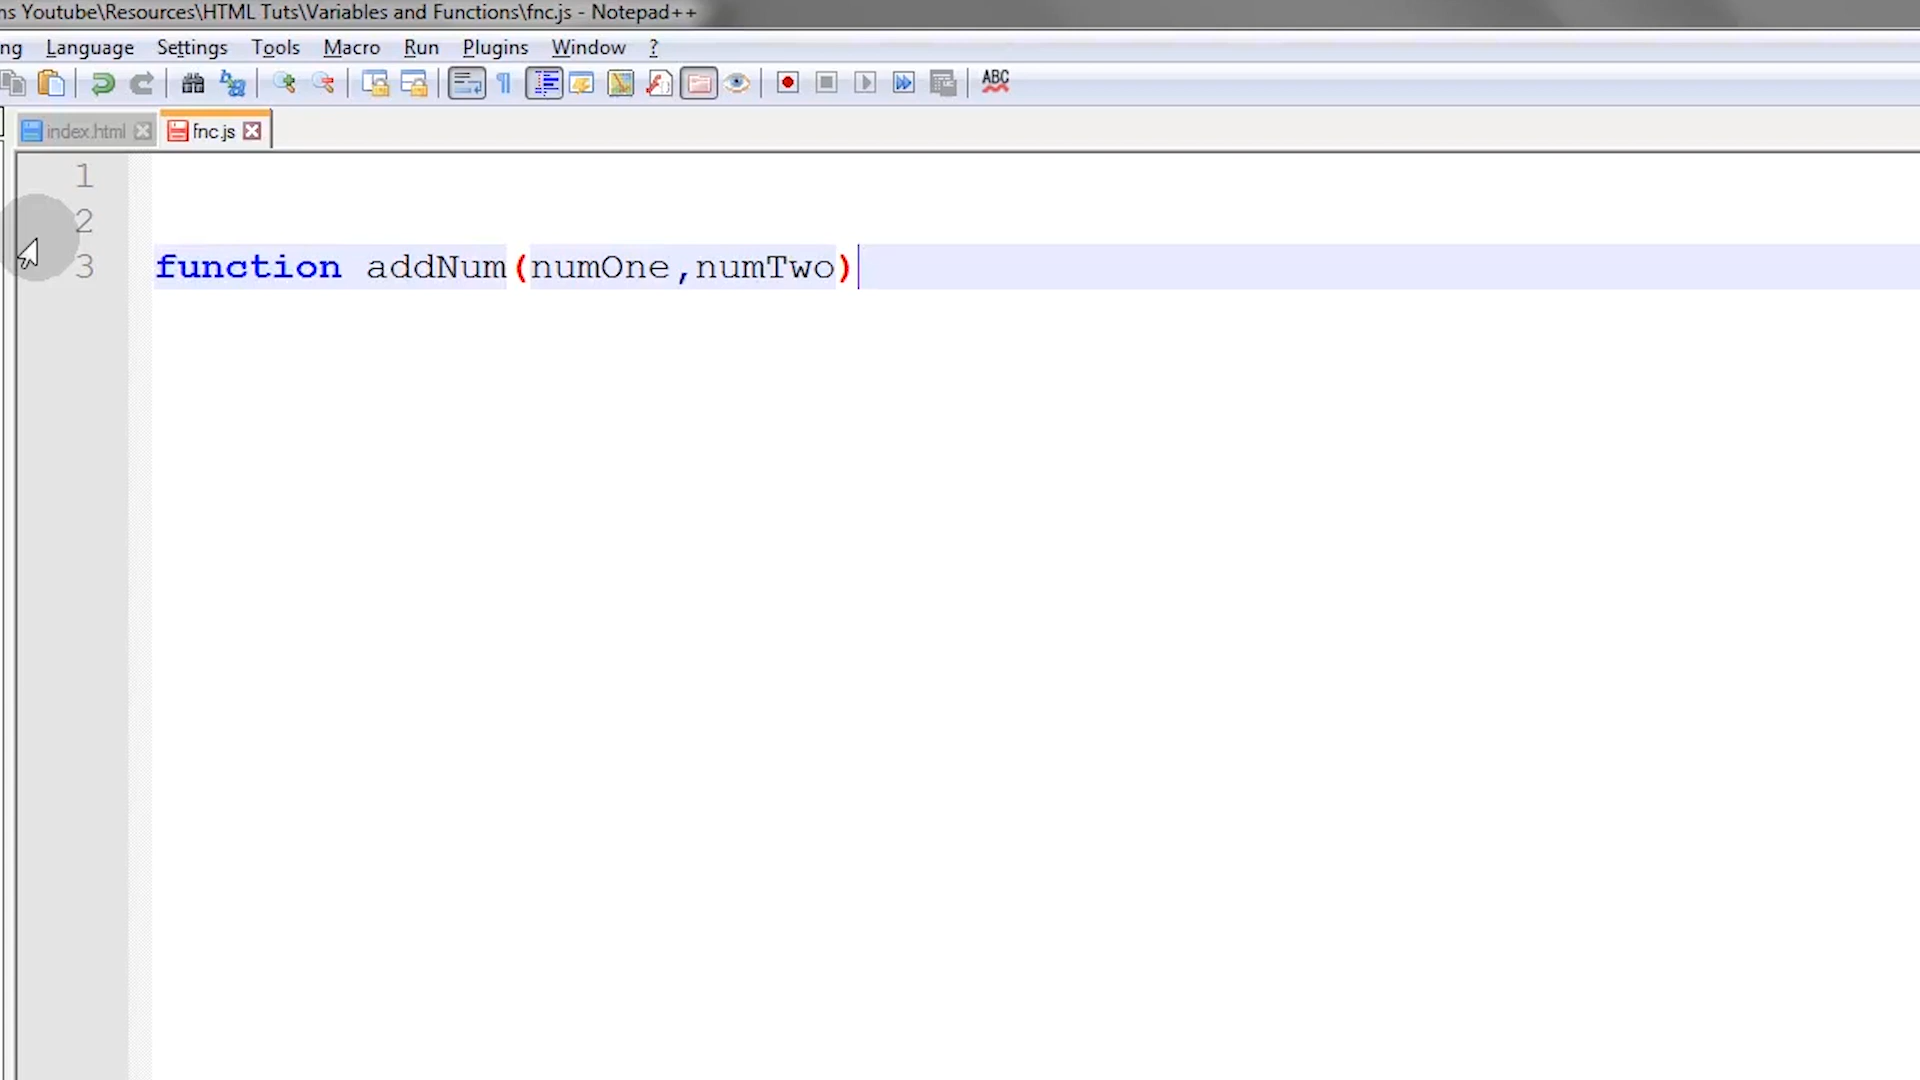 ns Youtube\Resources\HTML Tuts\Variables and Functions\fnc.js - Notepad++
ng Language Settings Tools Macro Run Plugins Window ?
ABC
index.html fnc.js
1
2
3 function addNum(numOne,numTwo)